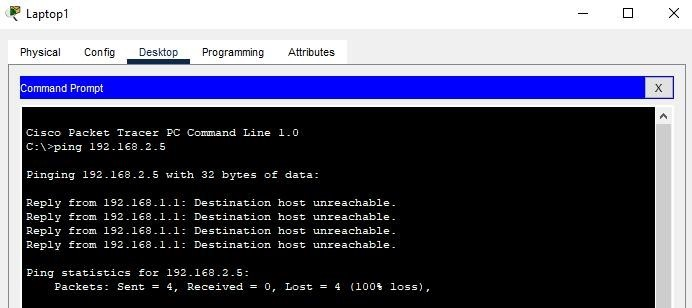 Laptop1
Physical Config Desktop Programming Attributes
Command Prompt X
Cisco Packet Tracer PC Command Line 1.0
C:\>ping 192.168.2.5
Pinging 192.168.2.5 with 32 bytes of data:
Reply from 192.168.1.1: Destination host unreachable.
Reply from 192.168.1.1: Destination host unreachable.
Reply from 192.168.1.1: Destination host unreachable.
Reply from 192.168.1.1: Destination host unreachable.
Ping statistics for 192.168.2.5:
Packets: Sent = 4, Received = 0, Lost = 4 (100% loss),